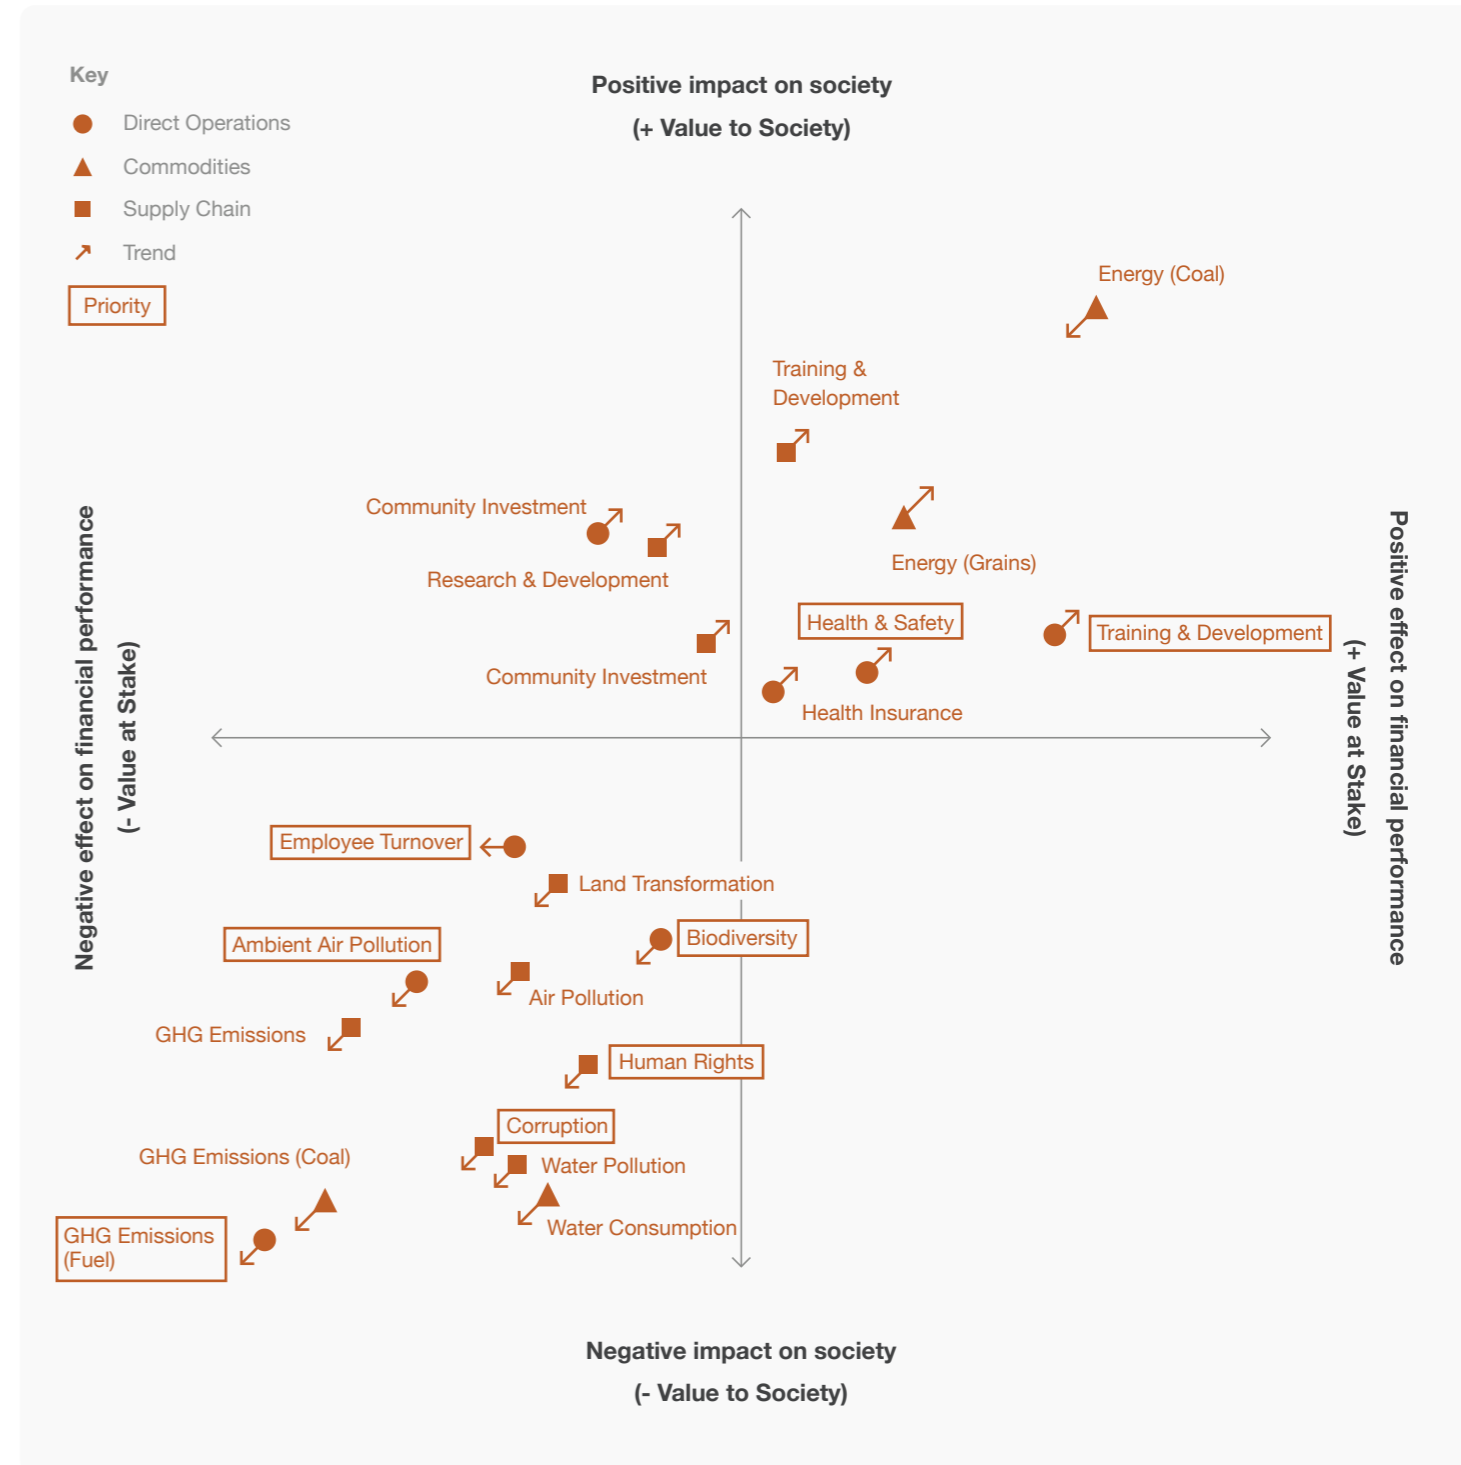 Key
Direct Operations
Commodities
Supply Chain
Trend
Priority
Positive impact on society
(+ Value to Society)
Energy (Coal)
Training &
Development
Community Investment
Research & Development
Energy (Grains)
Health & Safety
Training & Development
Community Investment
Health Insurance
Negative effect on financial performance
(- Value at Stake)
Positive effect on financial performance
(+ Value at Stake)
Employee Turnover
Land Transformation
Biodiversity
Ambient Air Pollution
Air Pollution
GHG Emissions
Human Rights
Corruption
GHG Emissions (Coal)
Water Pollution
Water Consumption
GHG Emissions
(Fuel)
Negative impact on society
(- Value to Society)